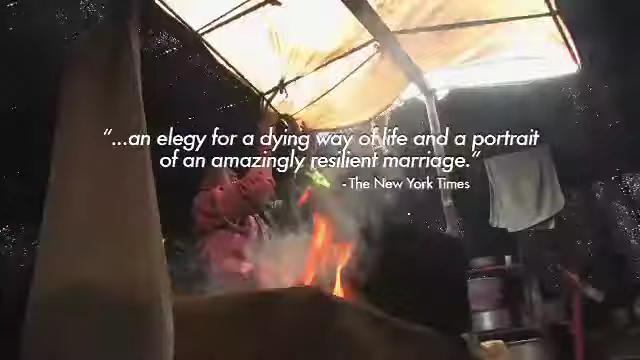 “...an elegy for a dying way of life and a portrait
of an amazingly resilient marriage.”
-The New York Times